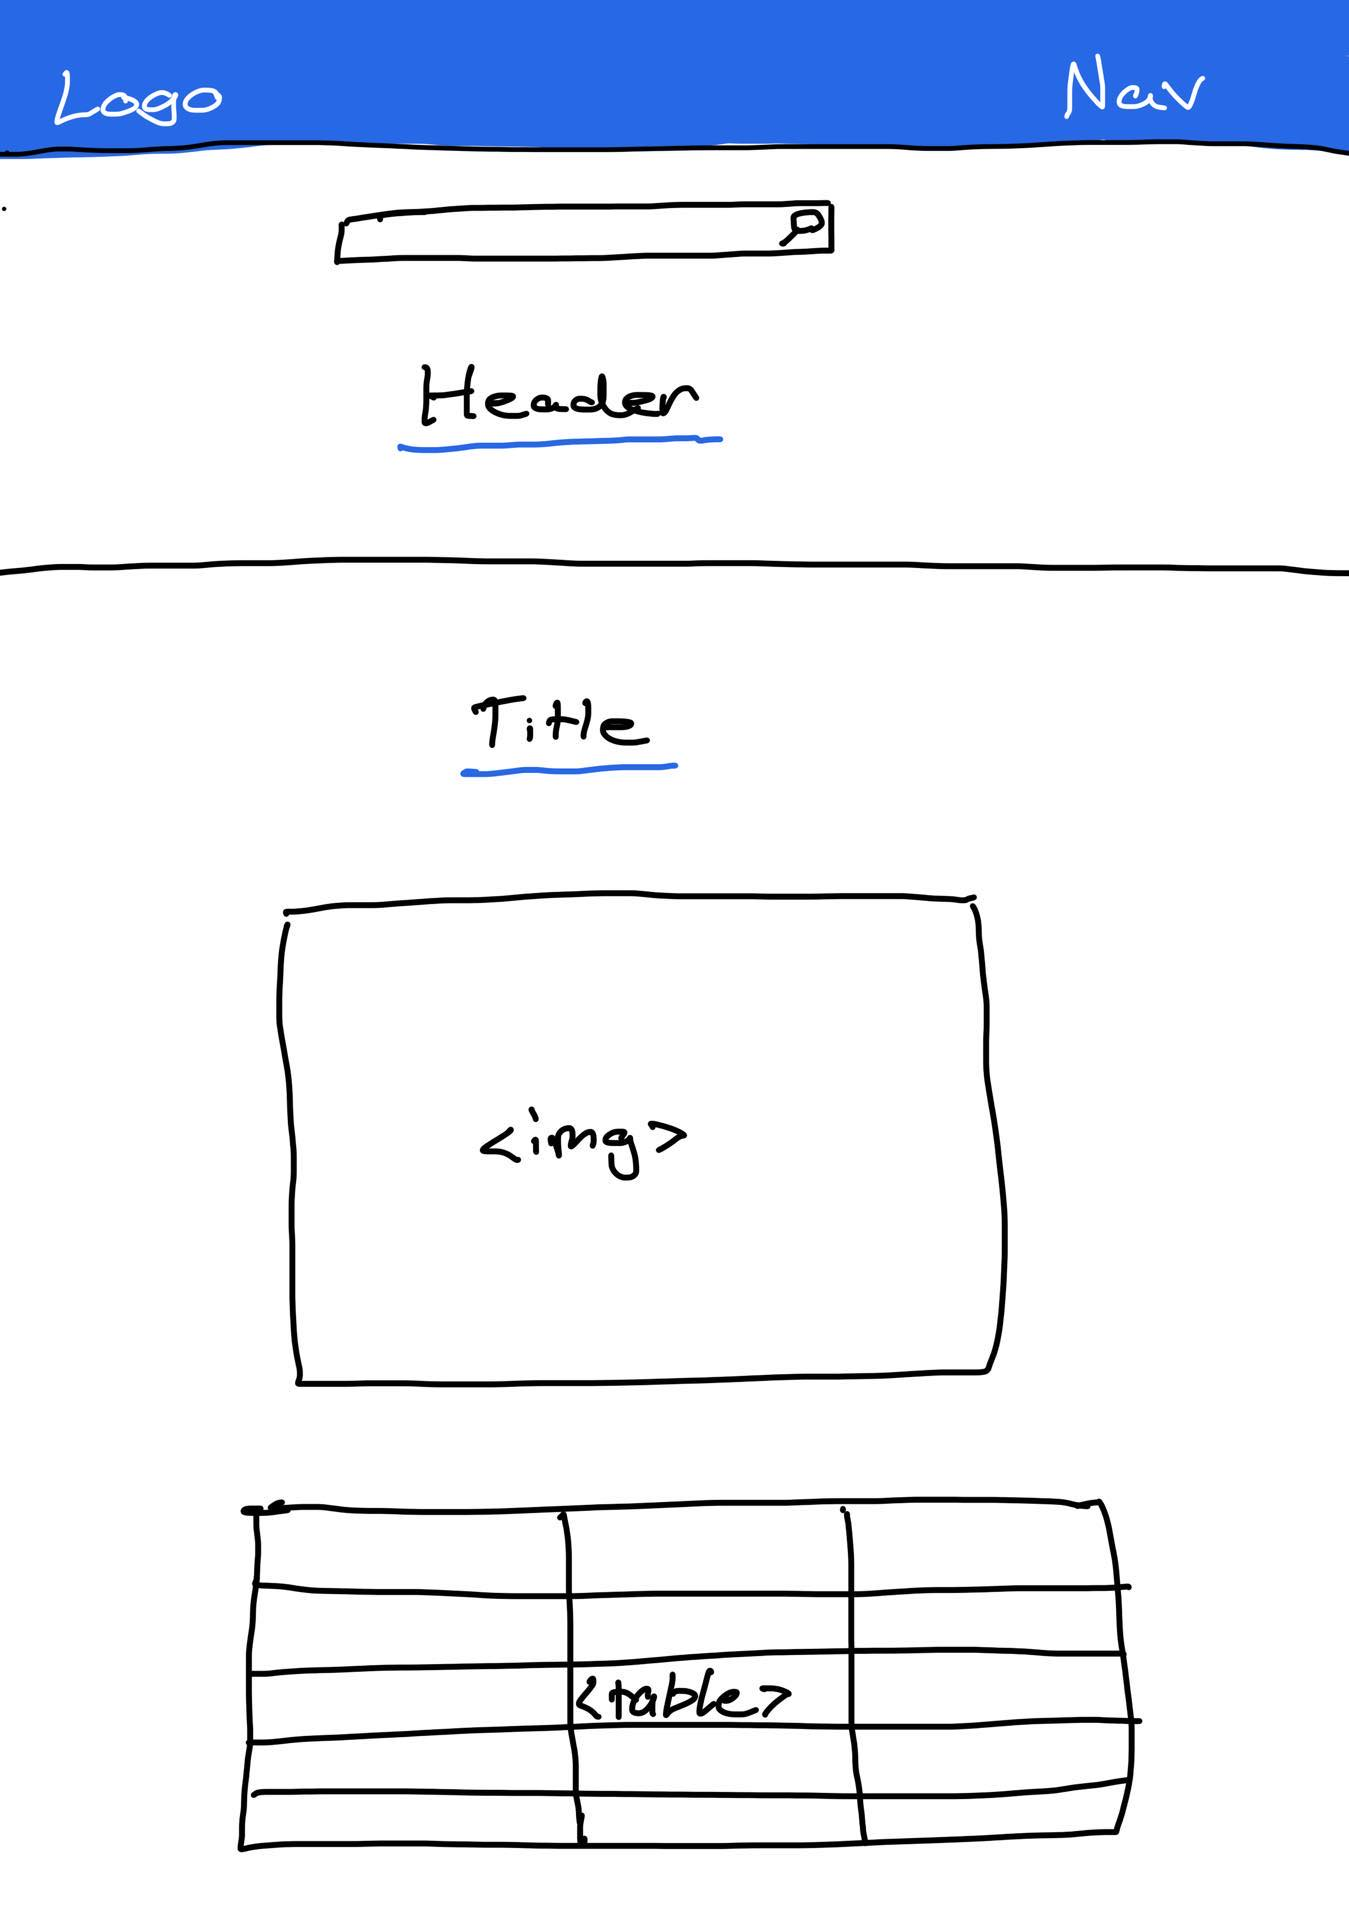 Logo Nav
Header
Title
<img>
<table>